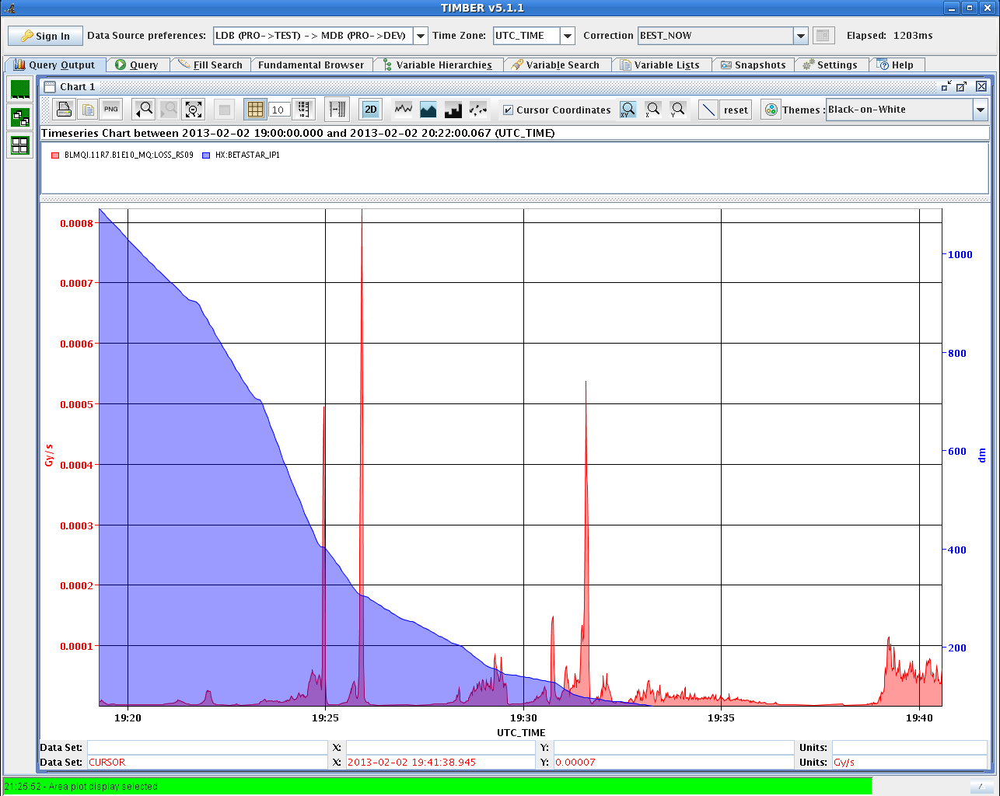 TIMBER v5.1.1
Sign In Data Source preferences: LDB (PRO->TEST) -> MDB (PRO->DEV) Time Zone: UTC_TIME Correction BEST_NOW Elapsed: 1203ms
Query Output Query Fill Search Fundamental Browser Variable Hierarchies Variable Search Variable Lists Snapshots Settings Help
Chart 1
PNG 10 2D Cursor Coordinates XY X Y reset Themes : Black-on-White
Timeseries Chart between 2013-02-02 19:00:00.000 and 2013-02-02 20:22:00.067 (UTC_TIME)
BLMQI.11R7.B1E10_MQ:LOSS_RS09 HX:BETASTAR_IP1
0.0008
0.0007
0.0006
0.0005
0.0004
0.0003
0.0002
0.0001
Gy/s
1000
800
600
400
200
dm
19:20 19:25 19:30 19:35 19:40
UTC_TIME
Data Set: X: Y: Units:
Data Set: CURSOR X: 2013-02-02 19:41:38.945 Y: 0.00007 Units: Gy/s
21:25:52 - Area plot display selected